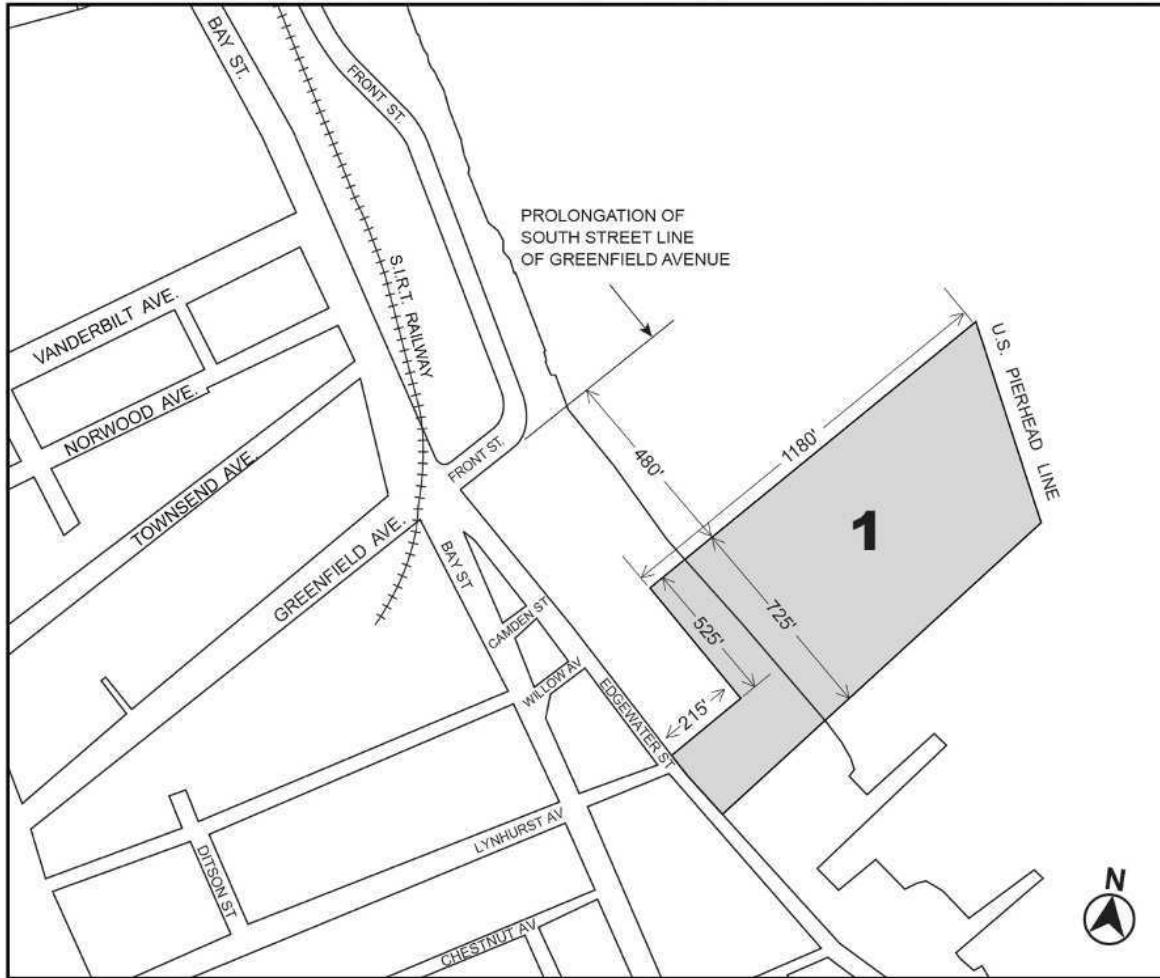 BAY ST.
FRONT ST.
PROLONGATION OF
SOUTH STREET LINE
OF GREENFIELD AVENUE
S.I.R.T. RAILWAY
VANDERBILT AVE.
U.S. PIERHEAD LINE
NORWOOD AVE.
1180'
FRONT ST.
480'
TOWNSEND AVE.
1
GREENFIELD AVE.
BAY ST
725'
525'
CAMDEN ST
WILLOW AV
EDGEWATER ST
215'
LYNHURST AV
DITSON ST
N
CHESTNUT AV